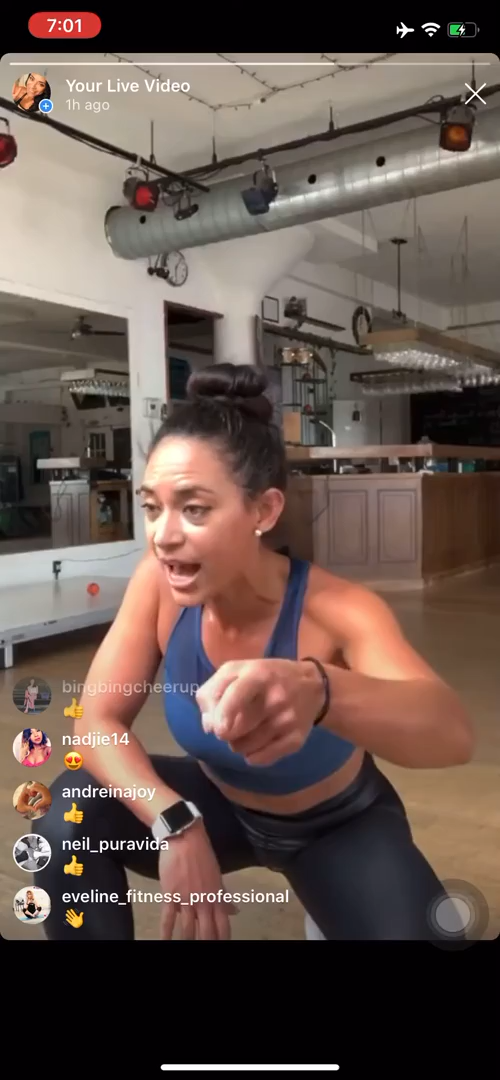 7:01
Your Live Video
1h ago
bingbingcheerup
👍
nadjie14
😍
andreinajoy
👍
neil_puravida
👍
eveline_fitness_professional
👋